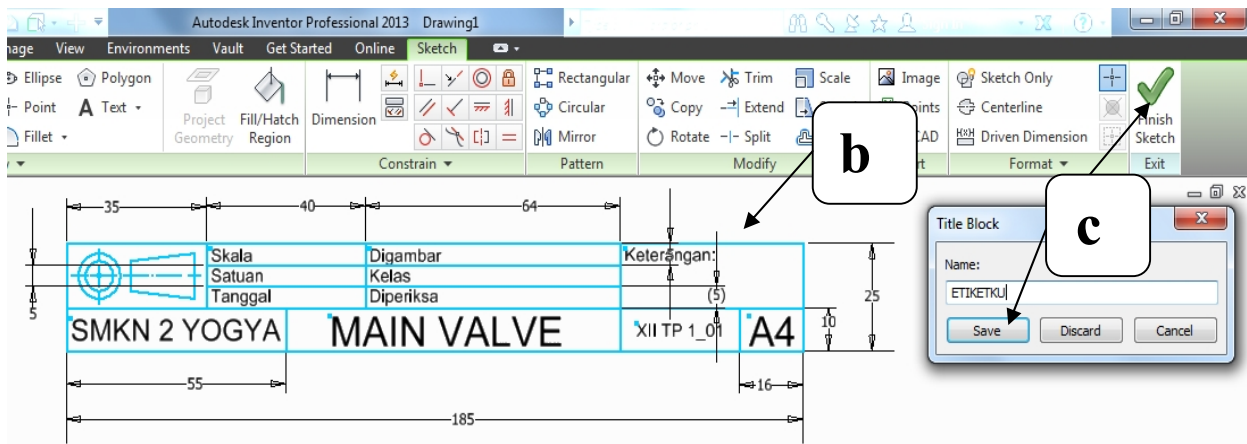 Autodesk Inventor Professional 2013 Drawing1
View Environments Vault Get Started Online Sketch
Ellipse Polygon Project Geometry Fill/Hatch Region Dimension Rectangular Move Trim Scale Image Sketch Only Finish Sketch
Point A Text Circular Copy Extend Centerline
Fillet Mirror Rotate Split Driven Dimension
Constrain Pattern Modify Format Exit
b
c
35 40 64
Skala Digambar Keterangan:
Satuan Kelas
Tanggal Diperiksa (5)
5 25
SMKN 2 YOGYA MAIN VALVE XII TP 1_01 A4 10
55 16
185
Title Block
Name:
ETIKETKU
Save Discard Cancel